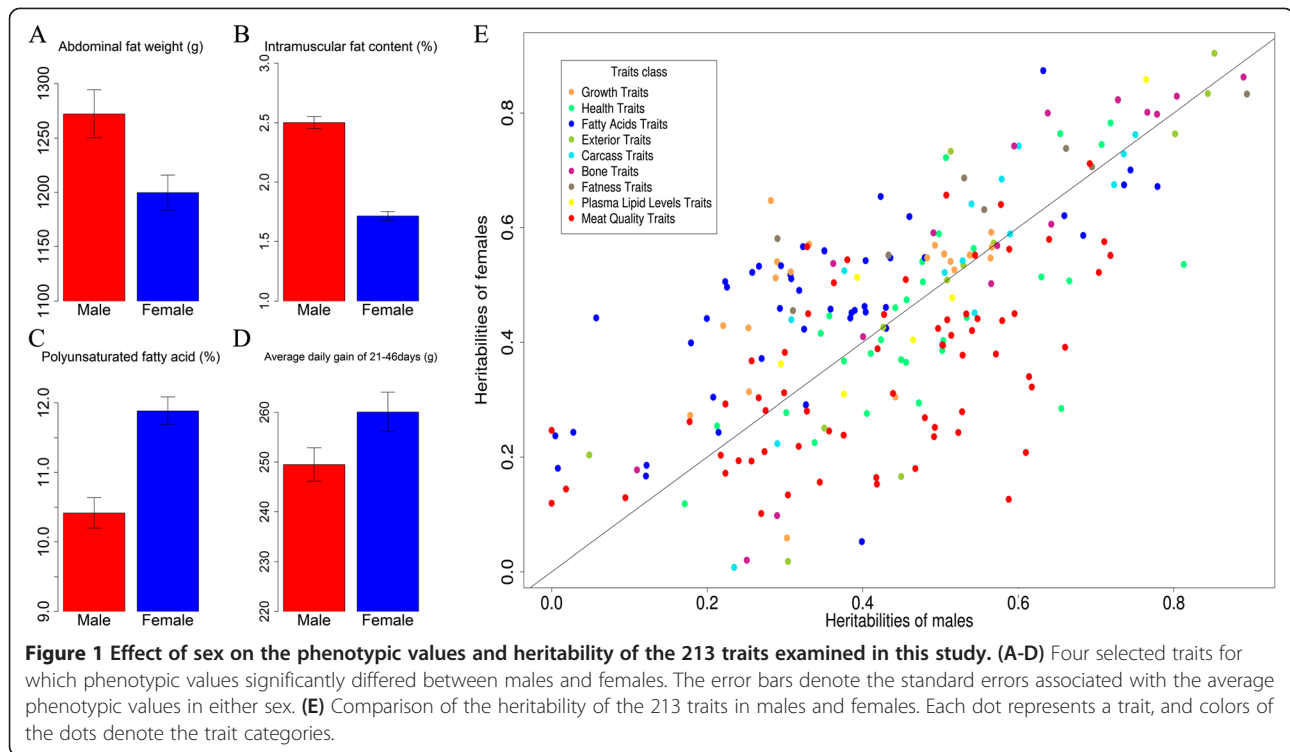 A
Abdominal fat weight (g)
1300
1250
1200
1150
1100
Male
Female
B
Intramuscular fat content (%)
3.0
2.5
2.0
1.5
1.0
Male
Female
C
Polyunsaturated fatty acid (%)
12.0
11.0
10.0
9.0
Male
Female
D
Average daily gain of 21-46days (g)
260
250
240
230
220
Male
Female
E
Traits class
Growth Traits
Health Traits
Fatty Acids Traits
Exterior Traits
Carcass Traits
Bone Traits
Fatness Traits
Plasma Lipid Levels Traits
Meat Quality Traits
Heritabilities of females
0.8
0.6
0.4
0.2
0.0
0.0
0.2
0.4
0.6
0.8
Heritabilities of males
Figure 1 Effect of sex on the phenotypic values and heritability of the 213 traits examined in this study. (A-D) Four selected traits for
which phenotypic values significantly differed between males and females. The error bars denote the standard errors associated with the average
phenotypic values in either sex. (E) Comparison of the heritability of the 213 traits in males and females. Each dot represents a trait, and colors of
the dots denote the trait categories.